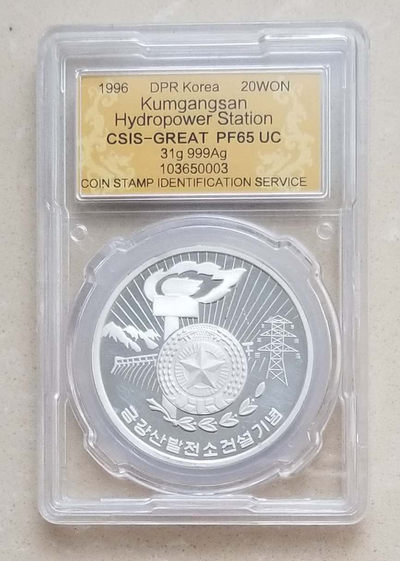 1996 DPR Korea 20WON
Kumgangsan
Hydropower Station
CSIS-GREAT PF65 UC
31g 999Ag
103650003
COIN STAMP IDENTIFICATION SERVICE
금강산발전소건설기념